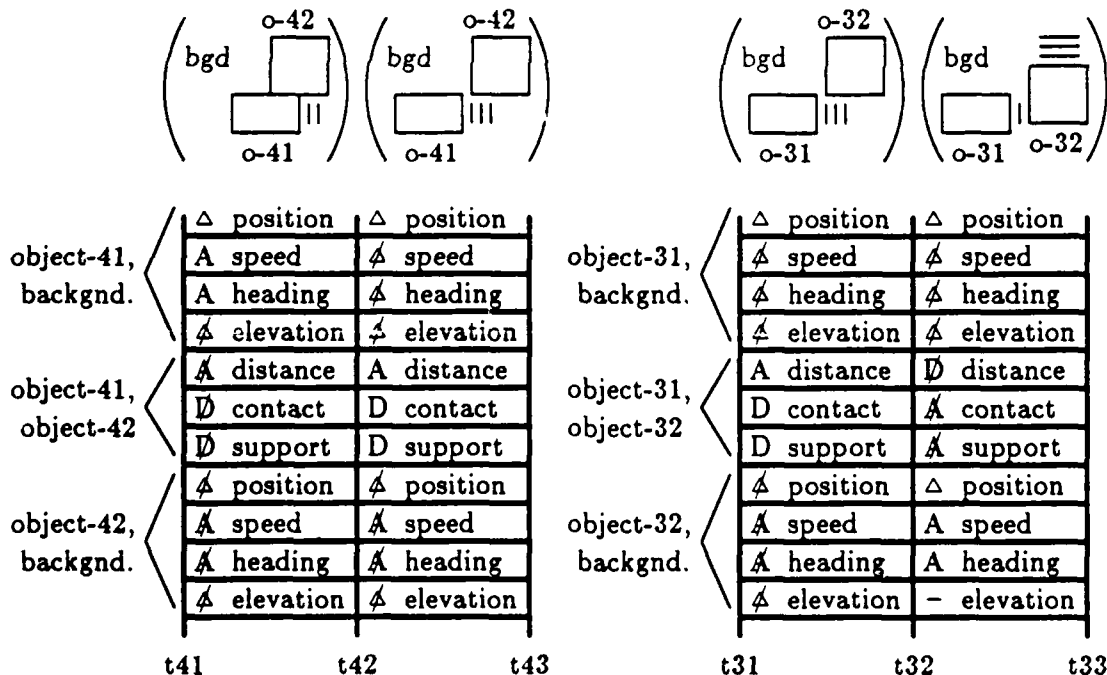 o-42 o-42 o-32
bgd bgd bgd bgd
o-41 o-41 o-31 o-31 o-32
△ position △ position △ position △ position
object-41, A speed ∆̸ speed object-31, ∆̸ speed ∆̸ speed
backgnd. A heading ∆̸ heading backgnd. ∆̸ heading ∆̸ heading
∆̸ elevation ∆̸ elevation ∆̸ elevation ∆̸ elevation
object-41, A̸ distance A distance object-31, A distance D̸ distance
object-42 D̸ contact D contact object-32 D contact A̸ contact
D̸ support D support D support A̸ support
∆̸ position ∆̸ position ∆̸ position △ position
object-42, A̸ speed A̸ speed object-32, A̸ speed A speed
backgnd. A̸ heading A̸ heading backgnd. A̸ heading A heading
∆̸ elevation ∆̸ elevation ∆̸ elevation – elevation
t41 t42 t43 t31 t32 t33